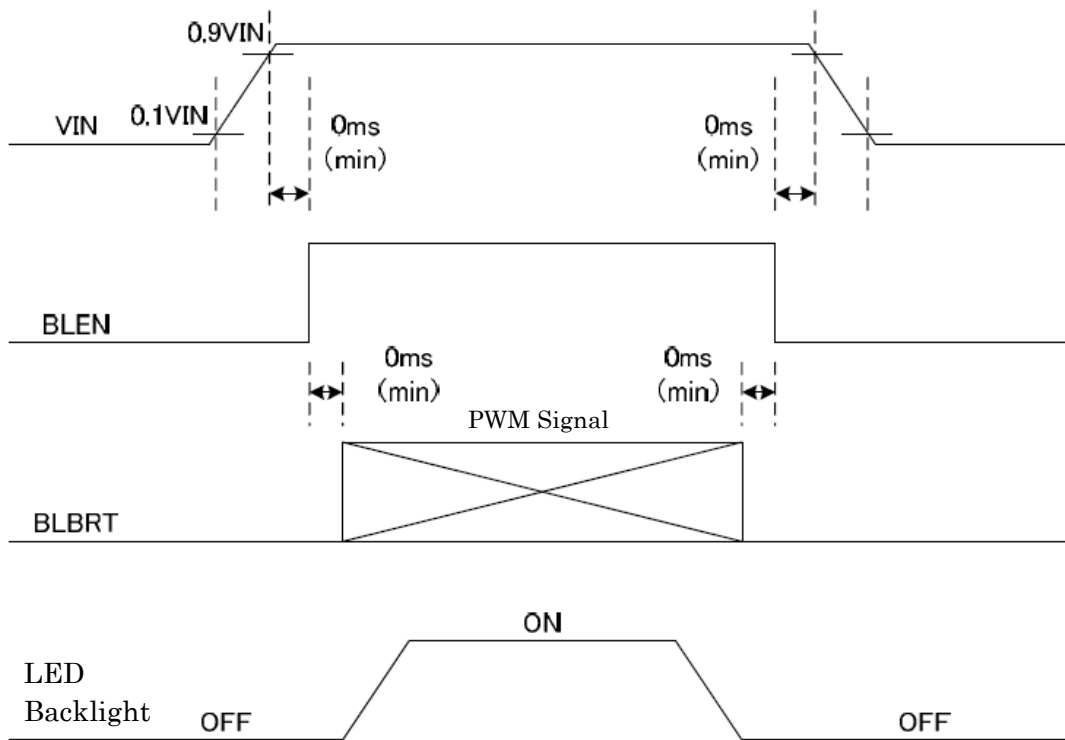 0.9VIN
0.1VIN
VIN
0ms
(min)
0ms
(min)
BLEN
0ms
(min)
0ms
(min)
PWM Signal
BLBRT
ON
LED
Backlight
OFF
OFF